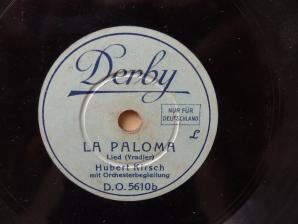 Derby
NUR FÜR
DEUTSCHLAND
L
LA PALOMA
Lied (Yradier)
Hubert Kirsch
mit Orchesterbegleitung
D.O. 5610b